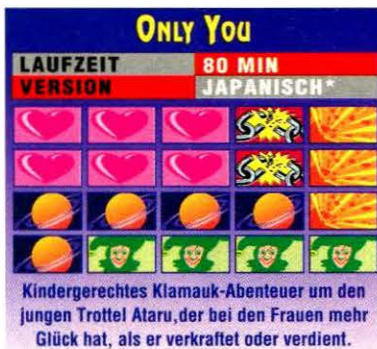 ONLY YOU
LAUFZEIT 80 MIN
VERSION JAPANISCH*
Kindergerechtes Klamauk-Abenteuer um den
jungen Trottel Ataru,der bei den Frauen mehr
Glück hat, als er verkraftet oder verdient.